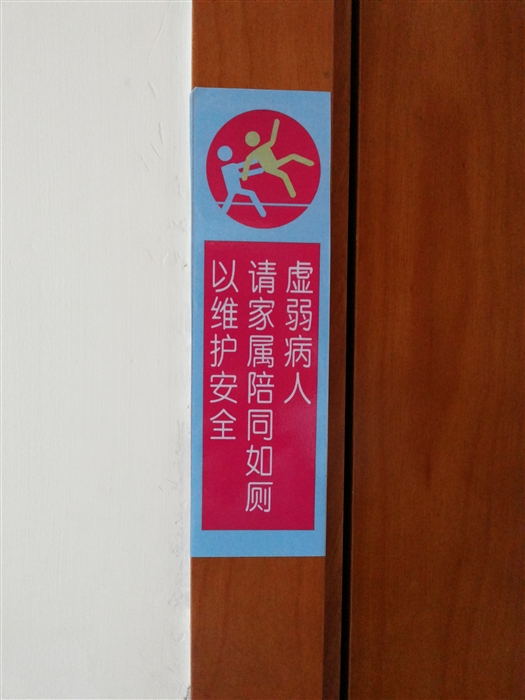 虚弱病人
请家属陪同如厕
以维护安全